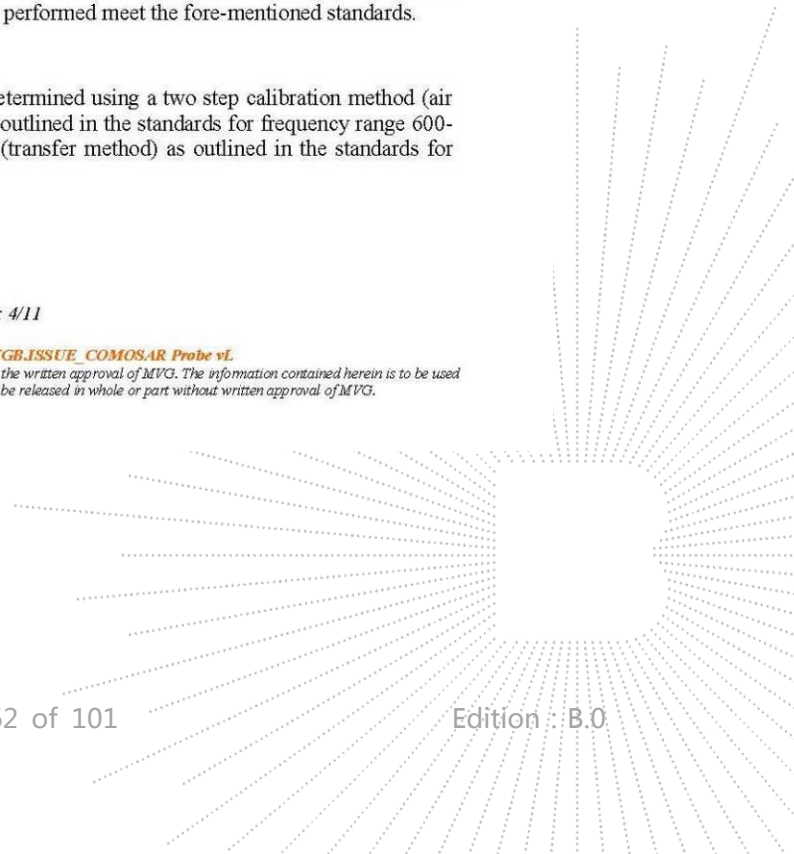 performed meet the fore-mentioned standards.
etermined using a two step calibration method (air
outlined in the standards for frequency range 600-
(transfer method) as outlined in the standards for
: 4/11
GB.ISSUE_COMOSAR Probe vL
the written approval of MVG. The information contained herein is to be used
be released in whole or part without written approval of MVG.
2 of 101
Edition : B.0